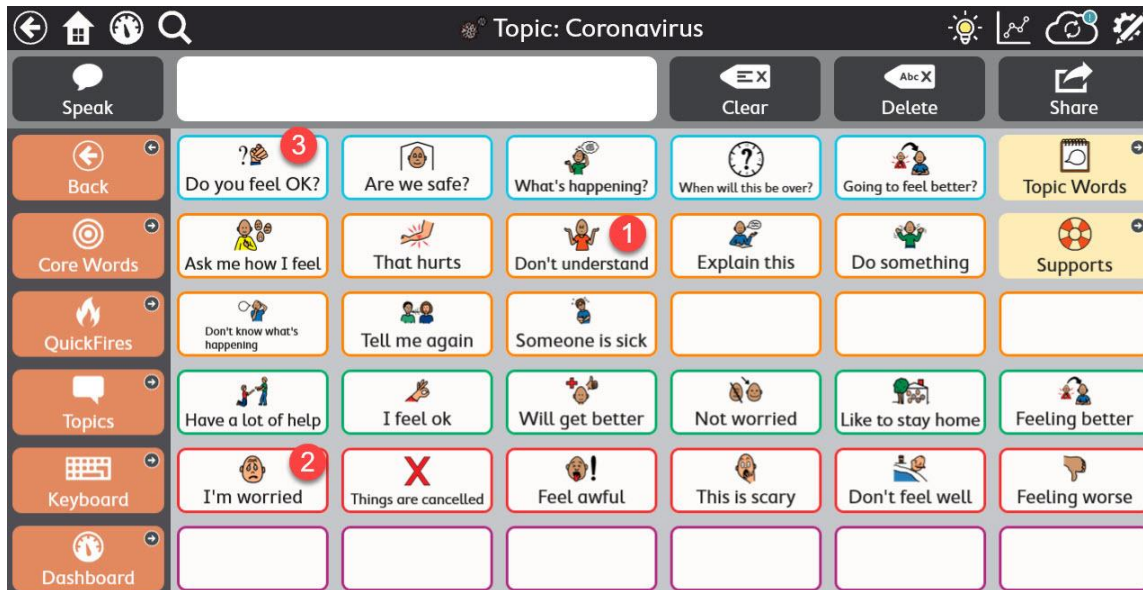 Topic: Coronavirus
Speak
Clear
Abc X
Delete
Share
Back
3
? Do you feel OK?
Are we safe?
What's happening?
?
When will this be over?
Going to feel better?
Topic Words
Core Words
Ask me how I feel
That hurts
1
Don't understand
Explain this
Do something
Supports
QuickFires
Don't know what's
happening
Tell me again
Someone is sick
Topics
Have a lot of help
I feel ok
Will get better
Not worried
Like to stay home
Feeling better
Keyboard
2
I'm worried
X
Things are cancelled
!
Feel awful
This is scary
Don't feel well
Feeling worse
Dashboard